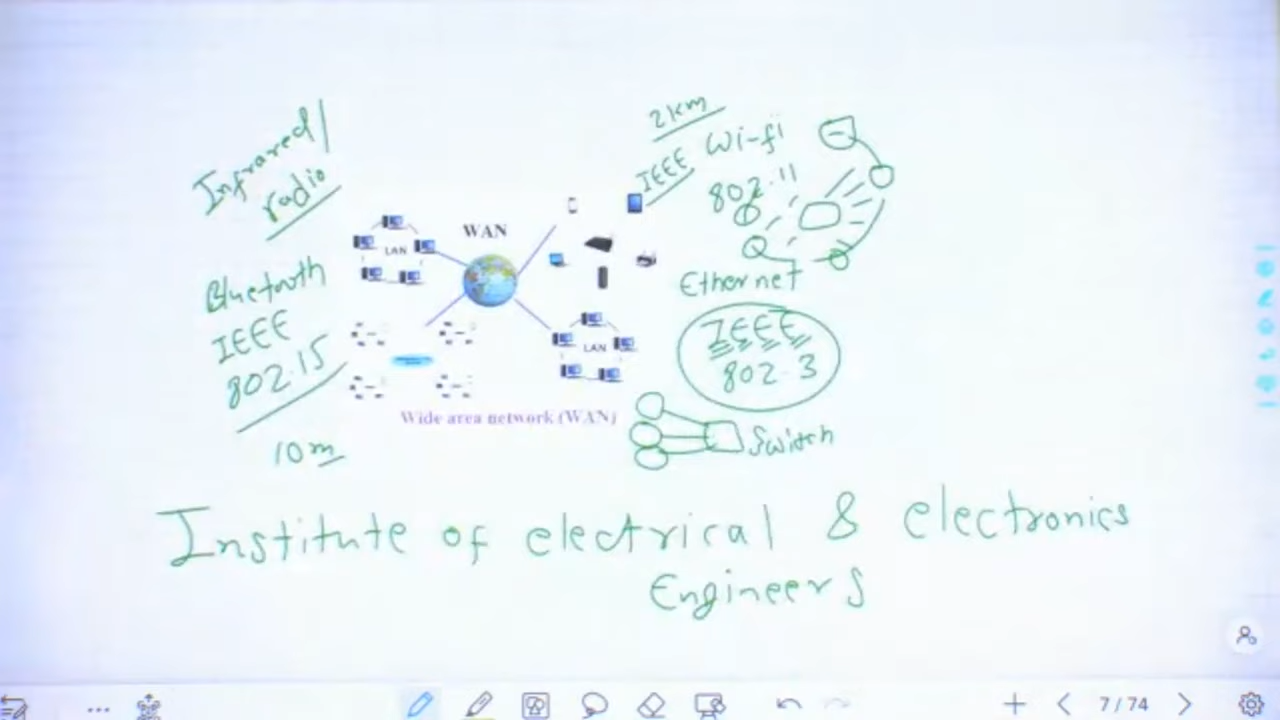 Infrared/
radio
Bluetooth
IEEE
802.15
10m
WAN
LAN
LAN
Wide area network (WAN)
2km
IEEE Wi-fi
802.11
Ethernet
IEEE
802.3
Switch
Institute of electrical & electronics
Engineers
7 / 74